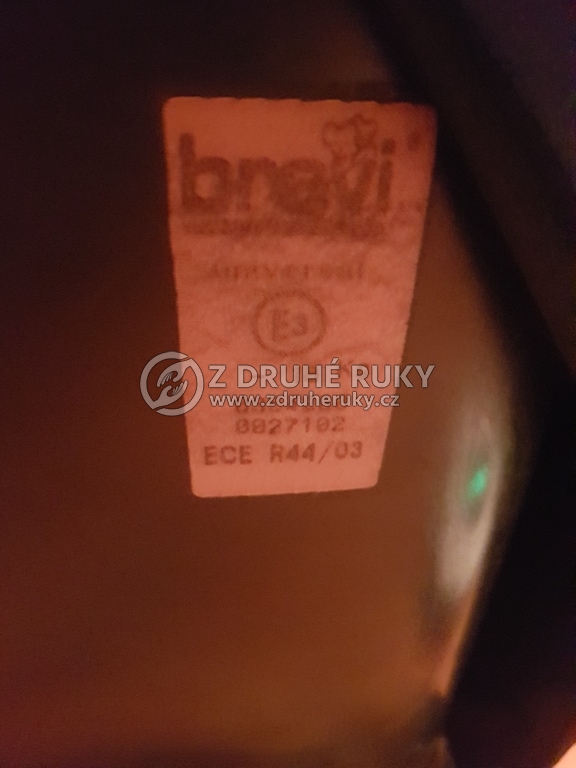 brevi
universal
E3
Z DRUHÉ RUKY
www.zdruheruky.cz
0027102
ECE R44/03